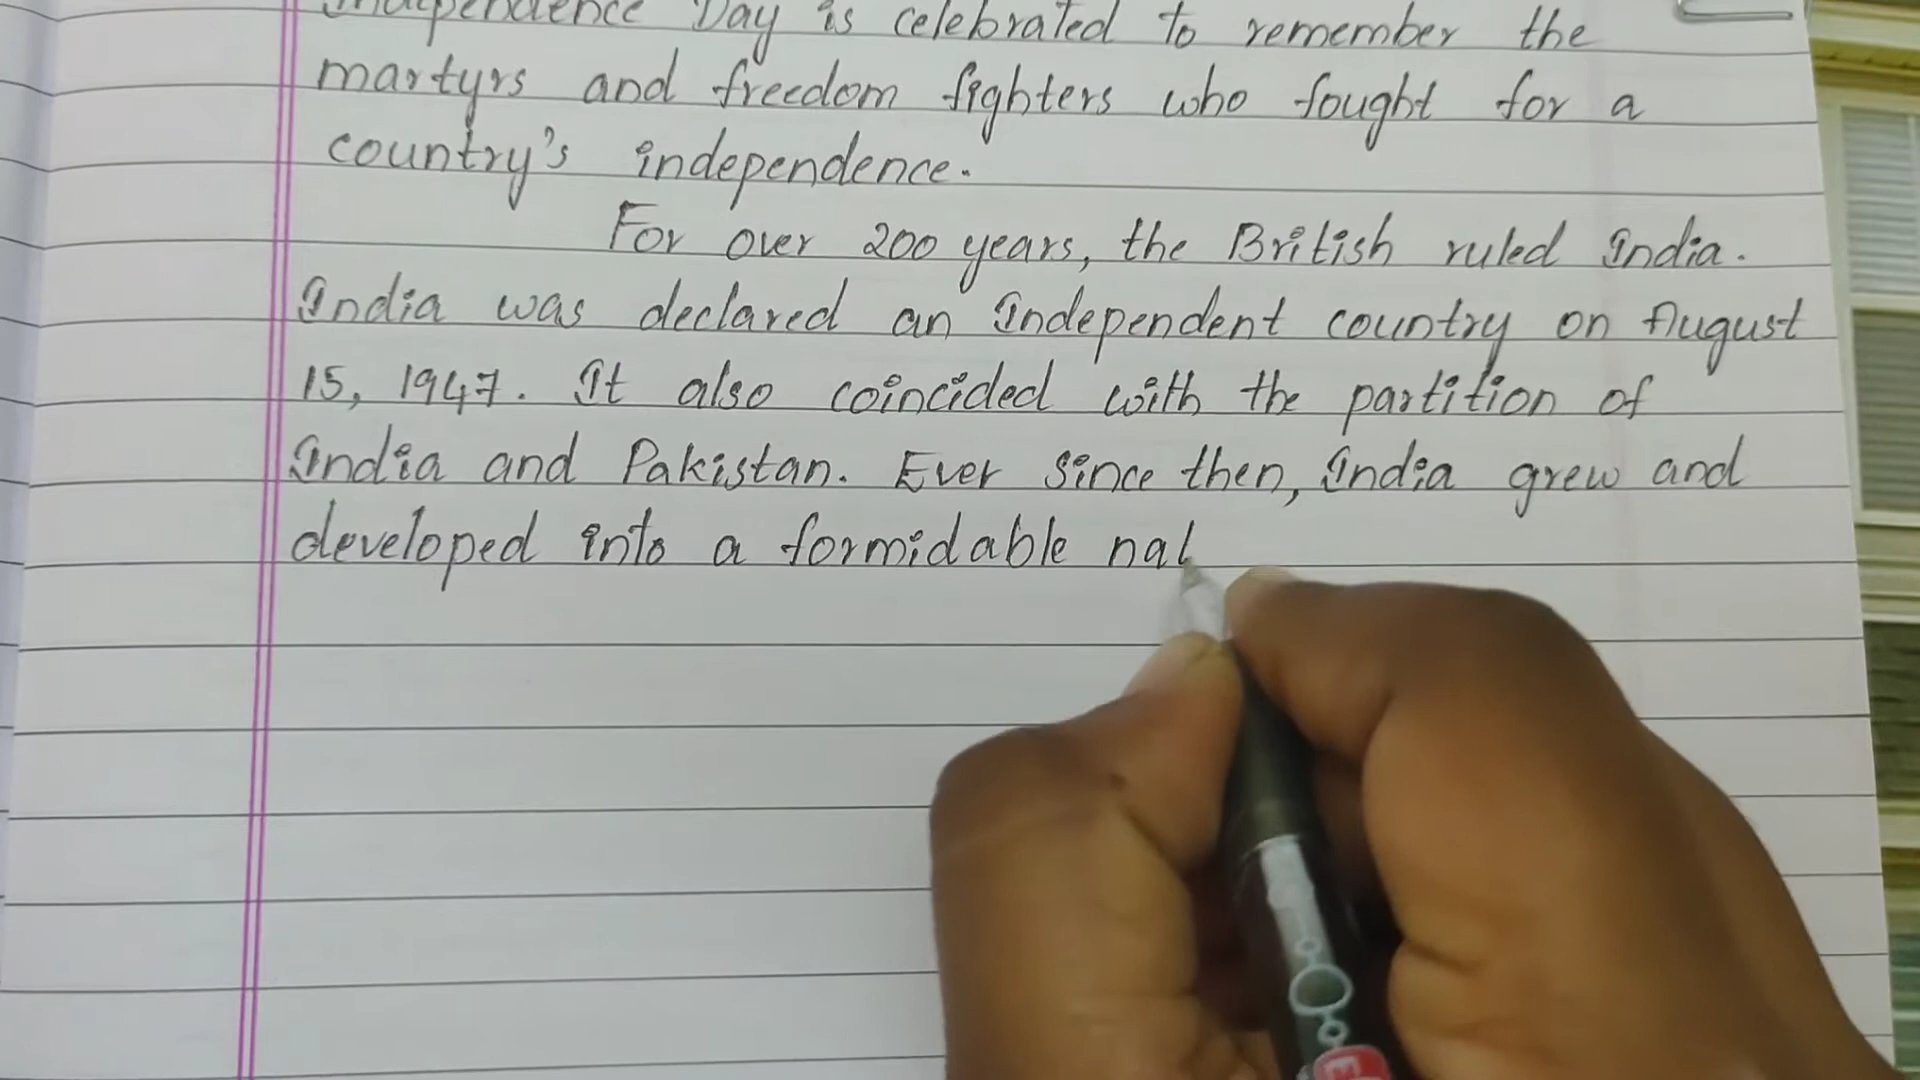 Independence Day is celebrated to remember the
martyrs and freedom fighters who fought for a
country's independence.
For over 200 years, the British ruled India.
India was declared an Independent country on August
15, 1947. It also coincided with the partition of
India and Pakistan. Ever since then, India grew and
developed into a formidable nat